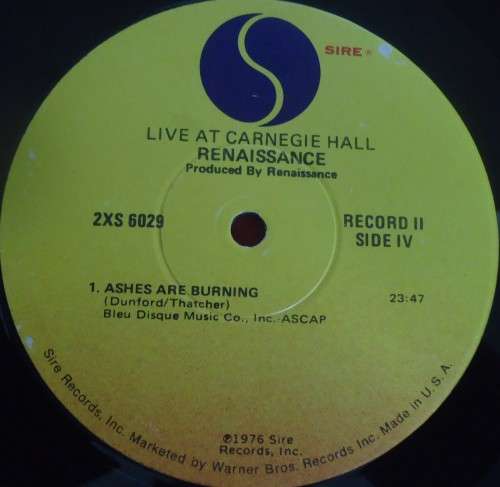 SIRE®
LIVE AT CARNEGIE HALL
RENAISSANCE
Produced By Renaissance
2XS 6029
RECORD II
SIDE IV
1. ASHES ARE BURNING
23:47
(Dunford/Thatcher)
Bleu Disque Music Co., Inc. ASCAP
℗1976 Sire
Records, Inc.
Sire Records, Inc. Marketed by Warner Bros. Records Inc. Made in U.S.A.